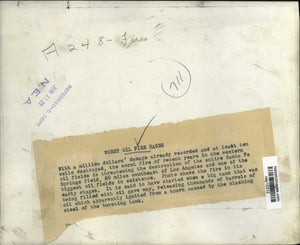 248-Fires
711
N E A
REFERENCE DEPT.
WORST OIL FIRE RAGES
With a million dollars' damage already recorded and at least ten
wells destroyed, the worst fire of recent years in the western
oil fields is threatening the destruction of the entire Santa Fe
Springs field, 20 miles southeast of Los Angeles and one of the
biggest oil fields in existence. Photo shows the fire in its
early stages. It is said to have started when a big tank that was
being filled with oil gave way releasing thousands of barrels of
oil which apparently ignited from a spark caused by the clashing
steel of the bursting tank.